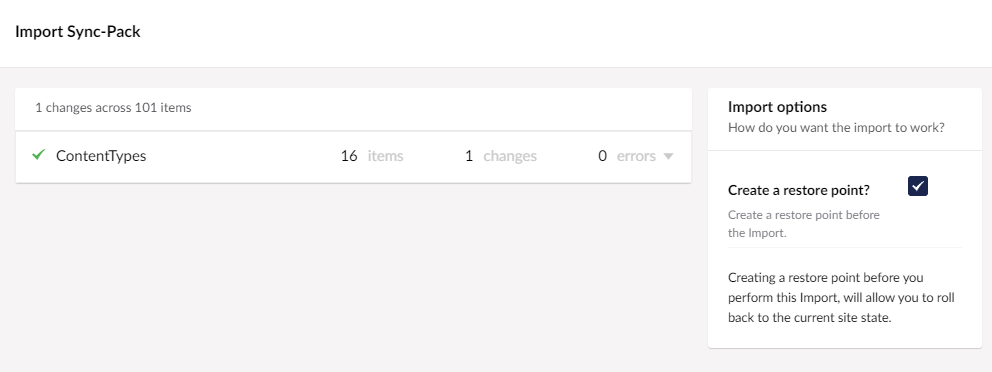 Import Sync-Pack
1 changes across 101 items
ContentTypes 16 items 1 changes 0 errors
Import options
How do you want the import to work?
Create a restore point?
Create a restore point before
the Import.
Creating a restore point before you
perform this Import, will allow you to roll
back to the current site state.